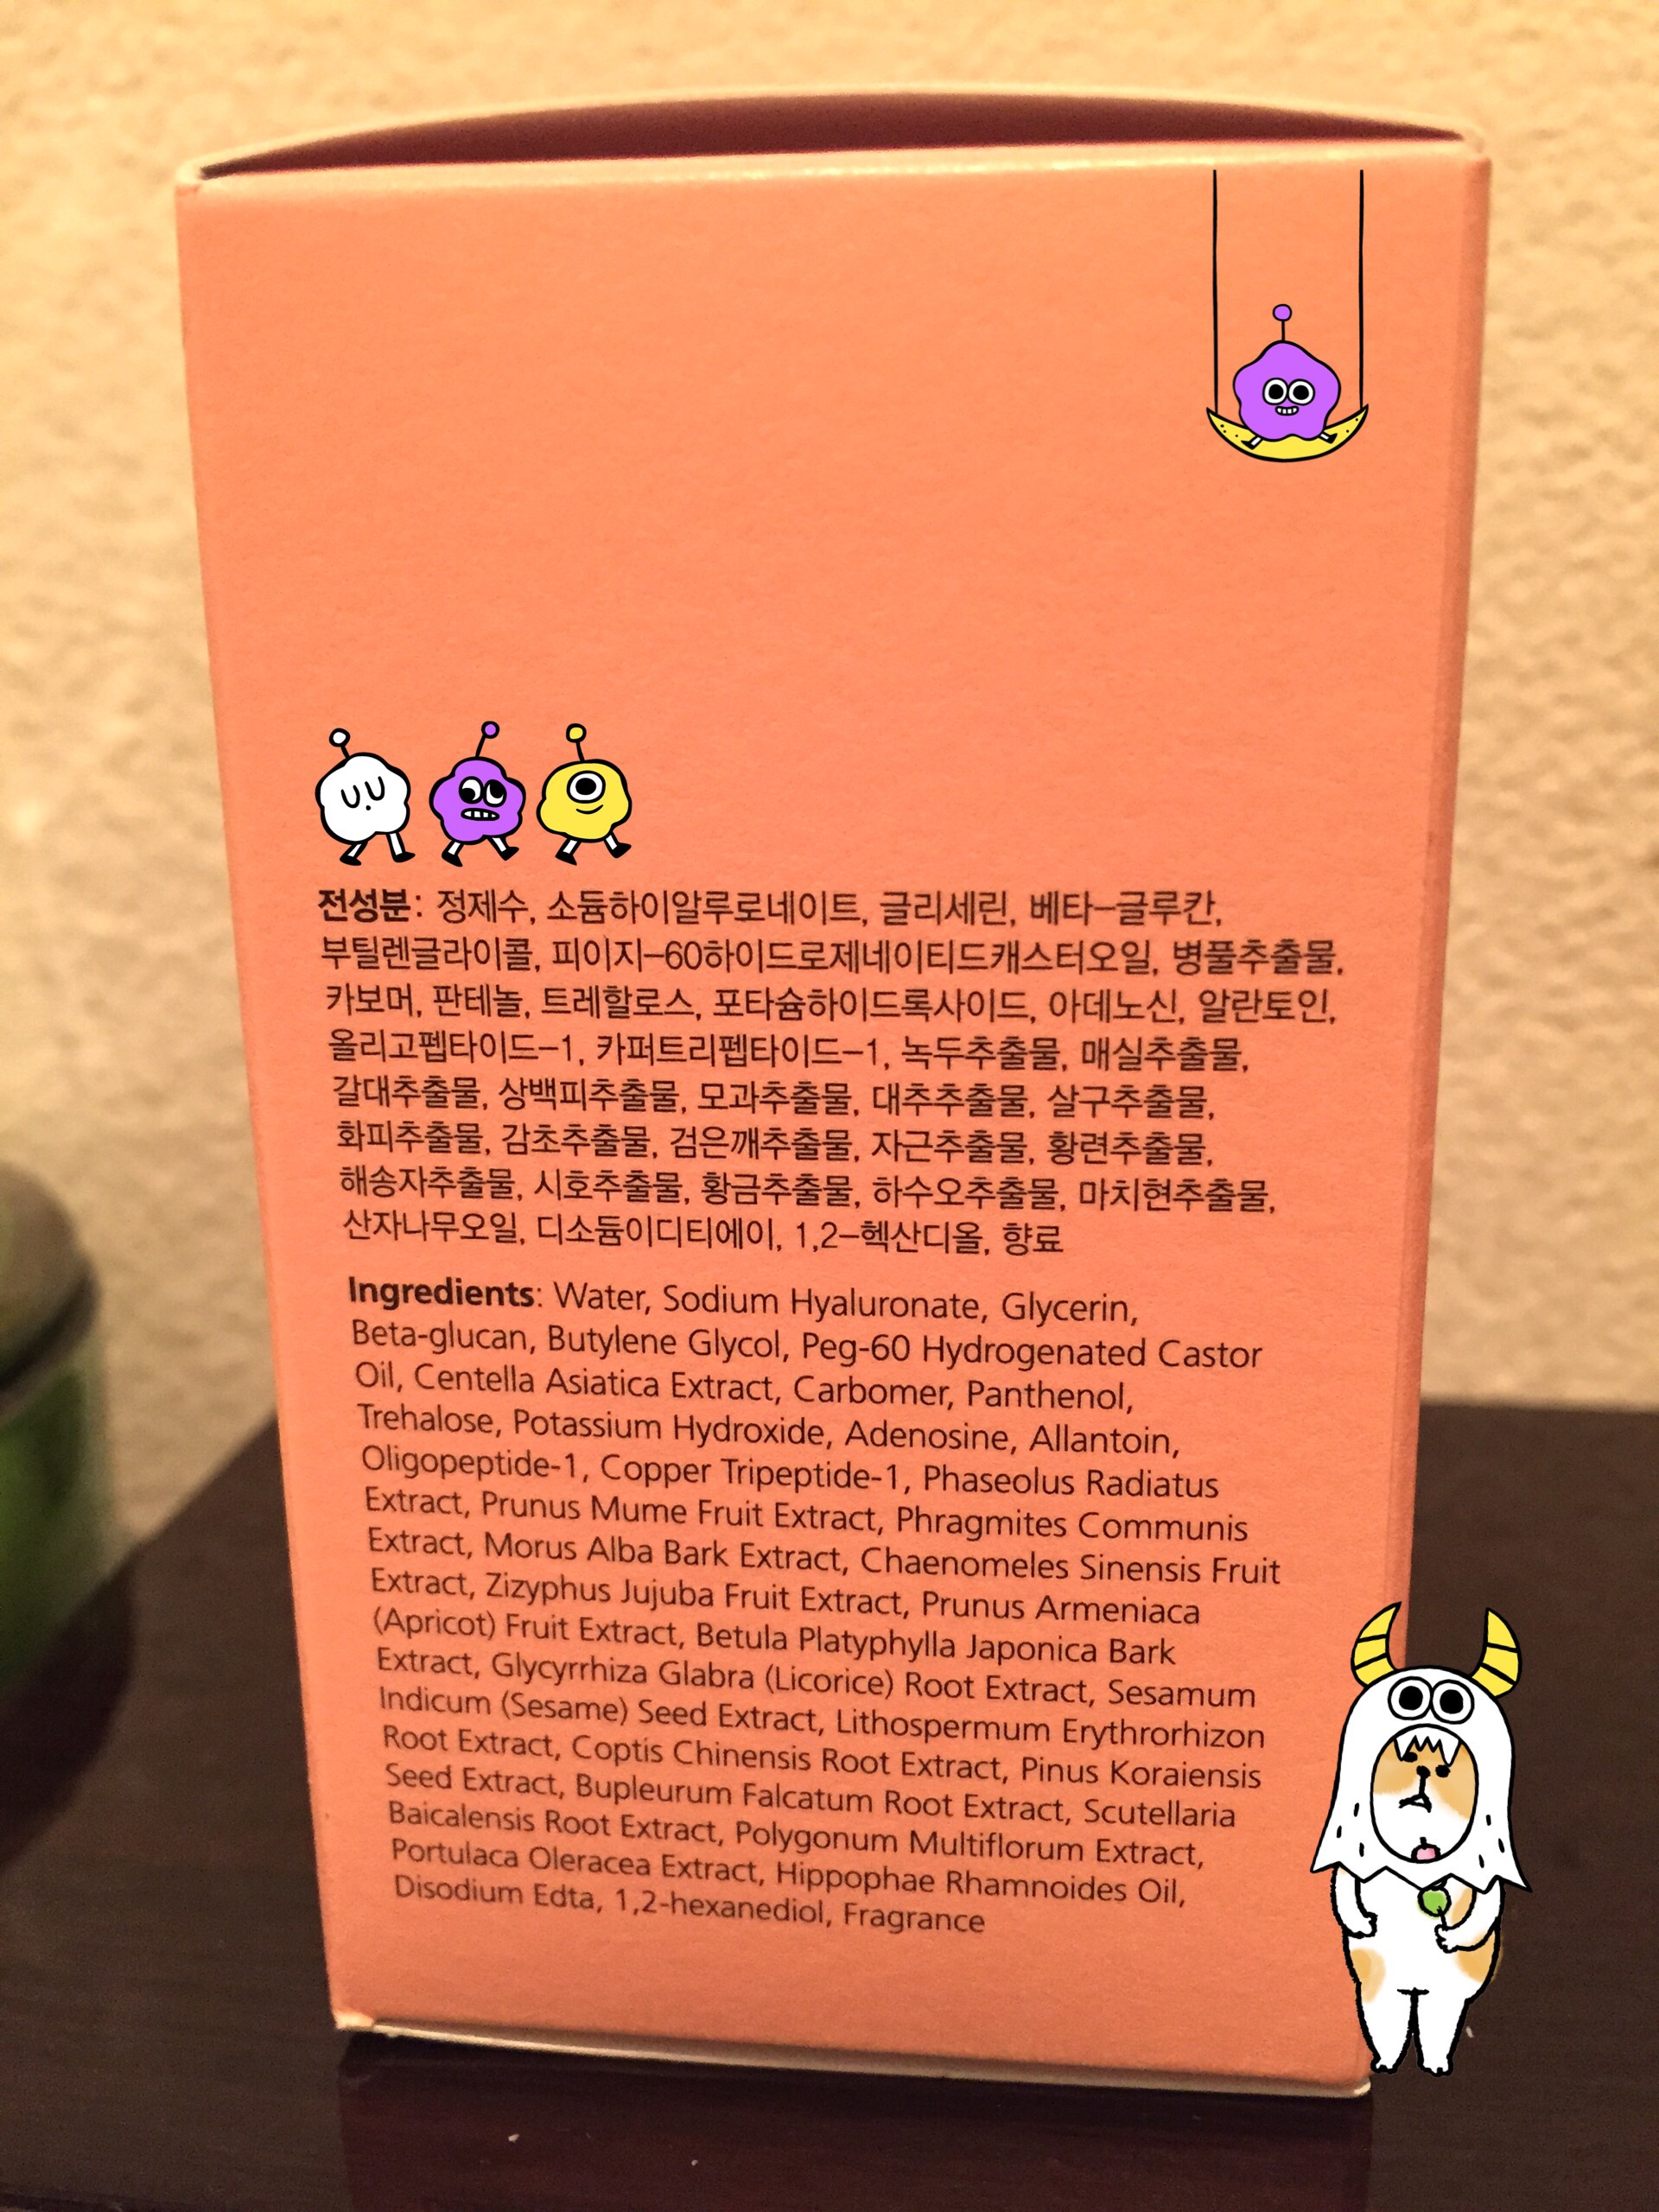 전성분: 정제수, 소듐하이알루로네이트, 글리세린, 베타-글루칸,
부틸렌글라이콜, 피이지-60하이드로제네이티드캐스터오일, 병풀추출물,
카보머, 판테놀, 트레할로스, 포타슘하이드록사이드, 아데노신, 알란토인,
올리고펩타이드-1, 카퍼트리펩타이드-1, 녹두추출물, 매실추출물,
갈대추출물, 상백피추출물, 모과추출물, 대추추출물, 살구추출물,
화피추출물, 감초추출물, 검은깨추출물, 자근추출물, 황련추출물,
해송자추출물, 시호추출물, 황금추출물, 하수오추출물, 마치현추출물,
산자나무오일, 디소듐이디티에이, 1,2-헥산디올, 향료
Ingredients: Water, Sodium Hyaluronate, Glycerin,
Beta-glucan, Butylene Glycol, Peg-60 Hydrogenated Castor
Oil, Centella Asiatica Extract, Carbomer, Panthenol,
Trehalose, Potassium Hydroxide, Adenosine, Allantoin,
Oligopeptide-1, Copper Tripeptide-1, Phaseolus Radiatus
Extract, Prunus Mume Fruit Extract, Phragmites Communis
Extract, Morus Alba Bark Extract, Chaenomeles Sinensis Fruit
Extract, Zizyphus Jujuba Fruit Extract, Prunus Armeniaca
(Apricot) Fruit Extract, Betula Platyphylla Japonica Bark
Extract, Glycyrrhiza Glabra (Licorice) Root Extract, Sesamum
Indicum (Sesame) Seed Extract, Lithospermum Erythrorhizon
Root Extract, Coptis Chinensis Root Extract, Pinus Koraiensis
Seed Extract, Bupleurum Falcatum Root Extract, Scutellaria
Baicalensis Root Extract, Polygonum Multiflorum Extract,
Portulaca Oleracea Extract, Hippophae Rhamnoides Oil,
Disodium Edta, 1,2-hexanediol, Fragrance